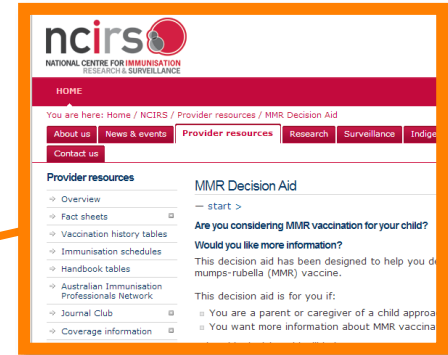 ncirs
NATIONAL CENTRE FOR IMMUNISATION
RESEARCH & SURVEILLANCE
HOME
You are here: Home / NCIRS / Provider resources / MMR Decision Aid
About us News & events Provider resources Research Surveillance Indige
Contact us
Provider resources
Overview
Fact sheets
Vaccination history tables
Immunisation schedules
Handbook tables
Australian Immunisation
Professionals Network
Journal Club
Coverage information
MMR Decision Aid
— start >
Are you considering MMR vaccination for your child?
Would you like more information?
This decision aid has been designed to help you de
mumps-rubella (MMR) vaccine.
This decision aid is for you if:
You are a parent or caregiver of a child approa
You want more information about MMR vaccina